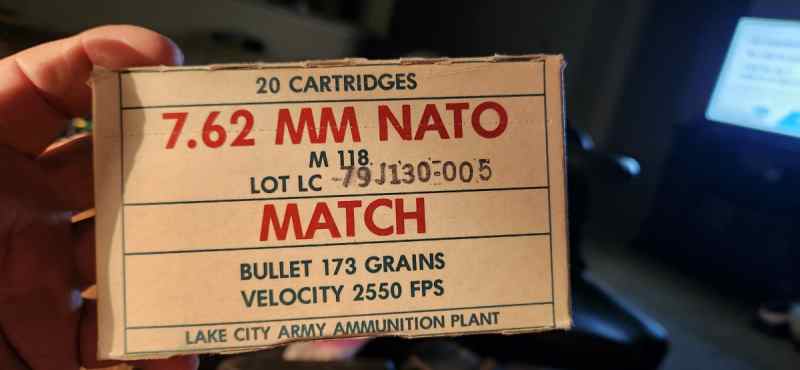 20 CARTRIDGES
7.62 MM NATO
M 118
LOT LC -79J130-005
MATCH
BULLET 173 GRAINS
VELOCITY 2550 FPS
LAKE CITY ARMY AMMUNITION PLANT